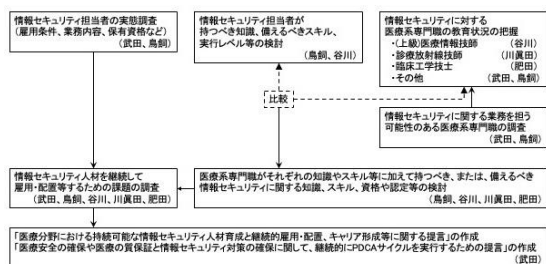 情報セキュリティ担当者の実態調査
(雇用条件、業務内容、保有資格など)
(武田、鳥飼)
情報セキュリティ担当者が
持つべき知識、備えるべきスキル、
実行レベル等の検討
(鳥飼、谷川)
情報セキュリティに対する
医療系専門職の教育状況の把握
・(上級)医療情報技師 (谷川)
・診療放射線技師 (川眞田)
・臨床工学技士 (肥田)
・その他 (武田、鳥飼)
比較
情報セキュリティに関する業務を担う
可能性のある医療系専門職の調査
(武田、鳥飼)
情報セキュリティ人材を継続して
雇用・配置等するための課題の調査
(武田、鳥飼、谷川、川眞田、肥田)
医療系専門職がそれぞれの知識やスキル等に加えて持つべき、または、備えるべき
情報セキュリティに関する知識、スキル、資格や認定等の検討
(鳥飼、谷川、川眞田、肥田)
「医療分野における持続可能な情報セキュリティ人材育成と継続的雇用・配置、キャリア形成等に関する提言」の作成
「医療安全の確保や医療の質保証と情報セキュリティ対策の確保に関して、継続的にPDCAサイクルを実行するための提言」の作成
(武田)